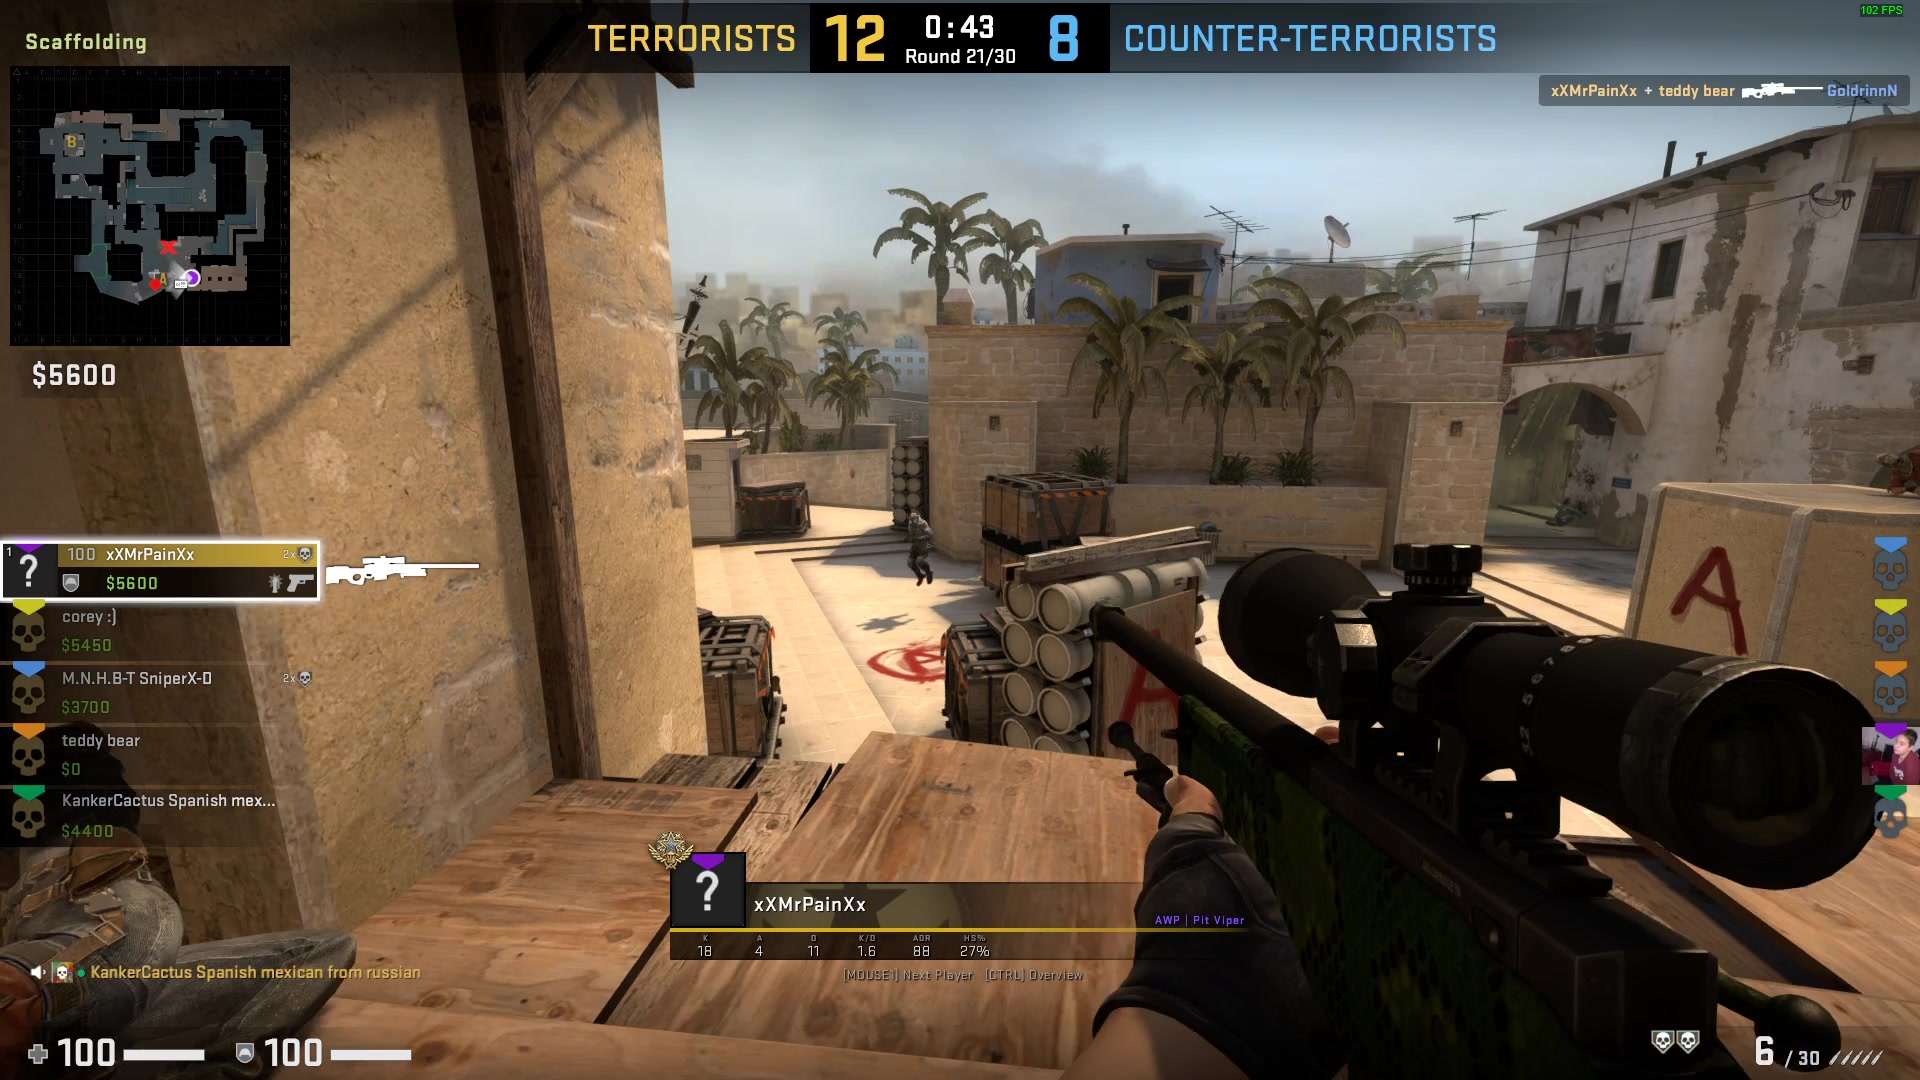 102 FPS
Scaffolding
TERRORISTS 12 0:43 8 COUNTER-TERRORISTS
Round 21/30
xXMrPainXx + teddy bear GoldrinnN
B
A
$5600
1 ? 100 xXMrPainXx 2x
$5600
corey :)
$5450
M.N.H.B-T SniperX-D 2x
$3700
teddy bear
$0
KankerCactus Spanish mex...
$4400
A
A
? xXMrPainXx
AWP | Pit Viper
K A D K/D ADR HS%
18 4 11 1.6 88 27%
[MOUSE1] Next Player [CTRL] Overview
KankerCactus Spanish mexican from russian
100 100
6 / 30